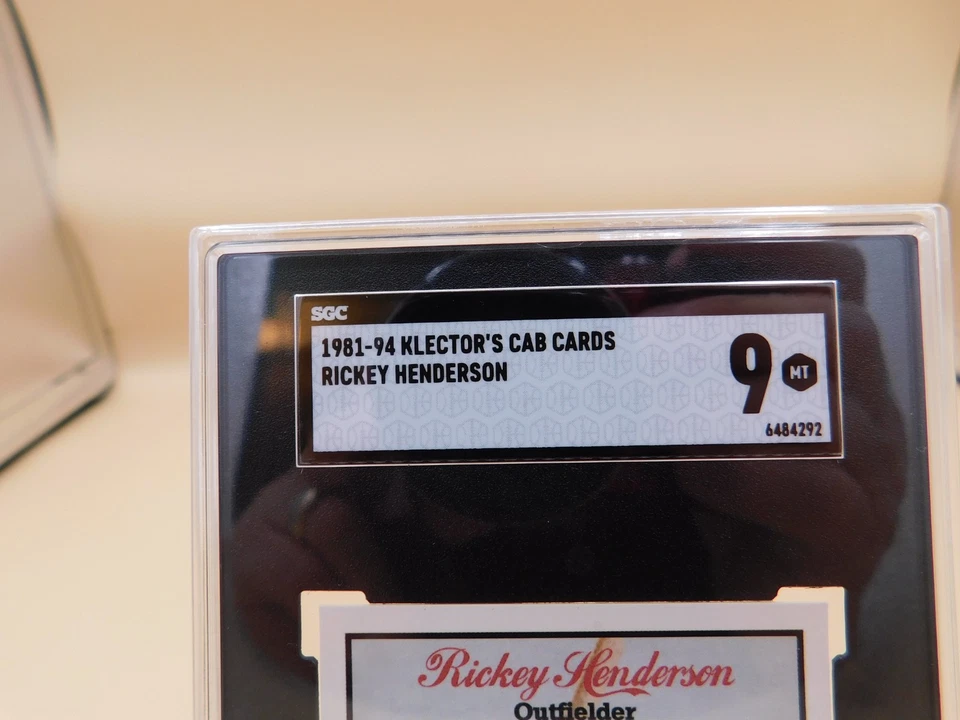 SGC
1981-94 KLECTOR'S CAB CARDS
RICKEY HENDERSON
9 MT
6484292
Rickey Henderson
Outfielder